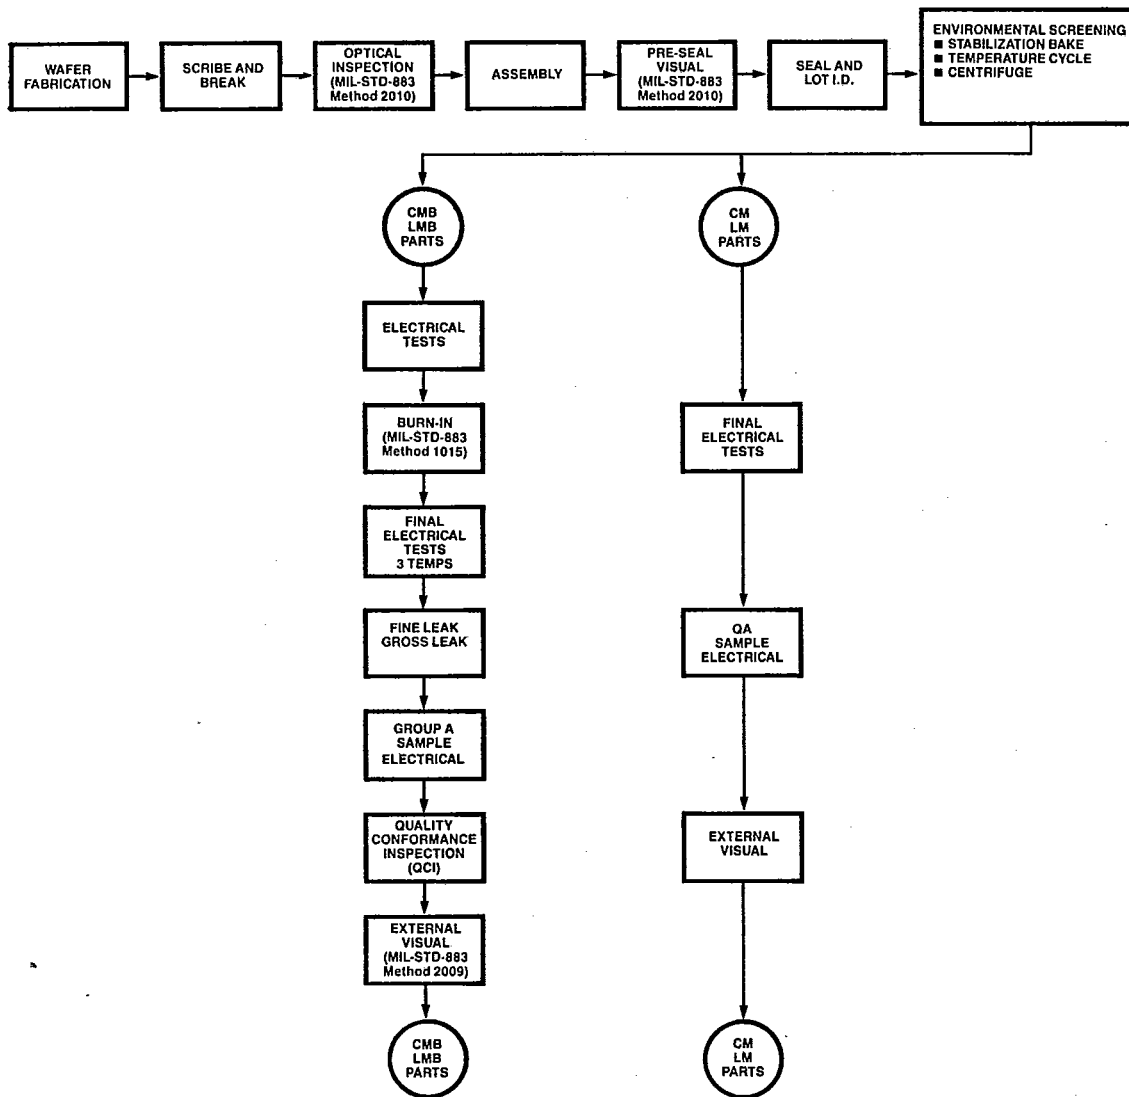 WAFER
FABRICATION
SCRIBE AND
BREAK
OPTICAL
INSPECTION
(MIL-STD-883
Method 2010)
ASSEMBLY
PRE-SEAL
VISUAL
(MIL-STD-883
Method 2010)
SEAL AND
LOT I.D.
ENVIRONMENTAL SCREENING
■ STABILIZATION BAKE
■ TEMPERATURE CYCLE
■ CENTRIFUGE
CMB
LMB
PARTS
ELECTRICAL
TESTS
BURN-IN
(MIL-STD-883
Method 1015)
FINAL
ELECTRICAL
TESTS
3 TEMPS
FINE LEAK
GROSS LEAK
GROUP A
SAMPLE
ELECTRICAL
QUALITY
CONFORMANCE
INSPECTION
(QCI)
EXTERNAL
VISUAL
(MIL-STD-883
Method 2009)
CMB
LMB
PARTS
CM
LM
PARTS
FINAL
ELECTRICAL
TESTS
QA
SAMPLE
ELECTRICAL
EXTERNAL
VISUAL
CM
LM
PARTS